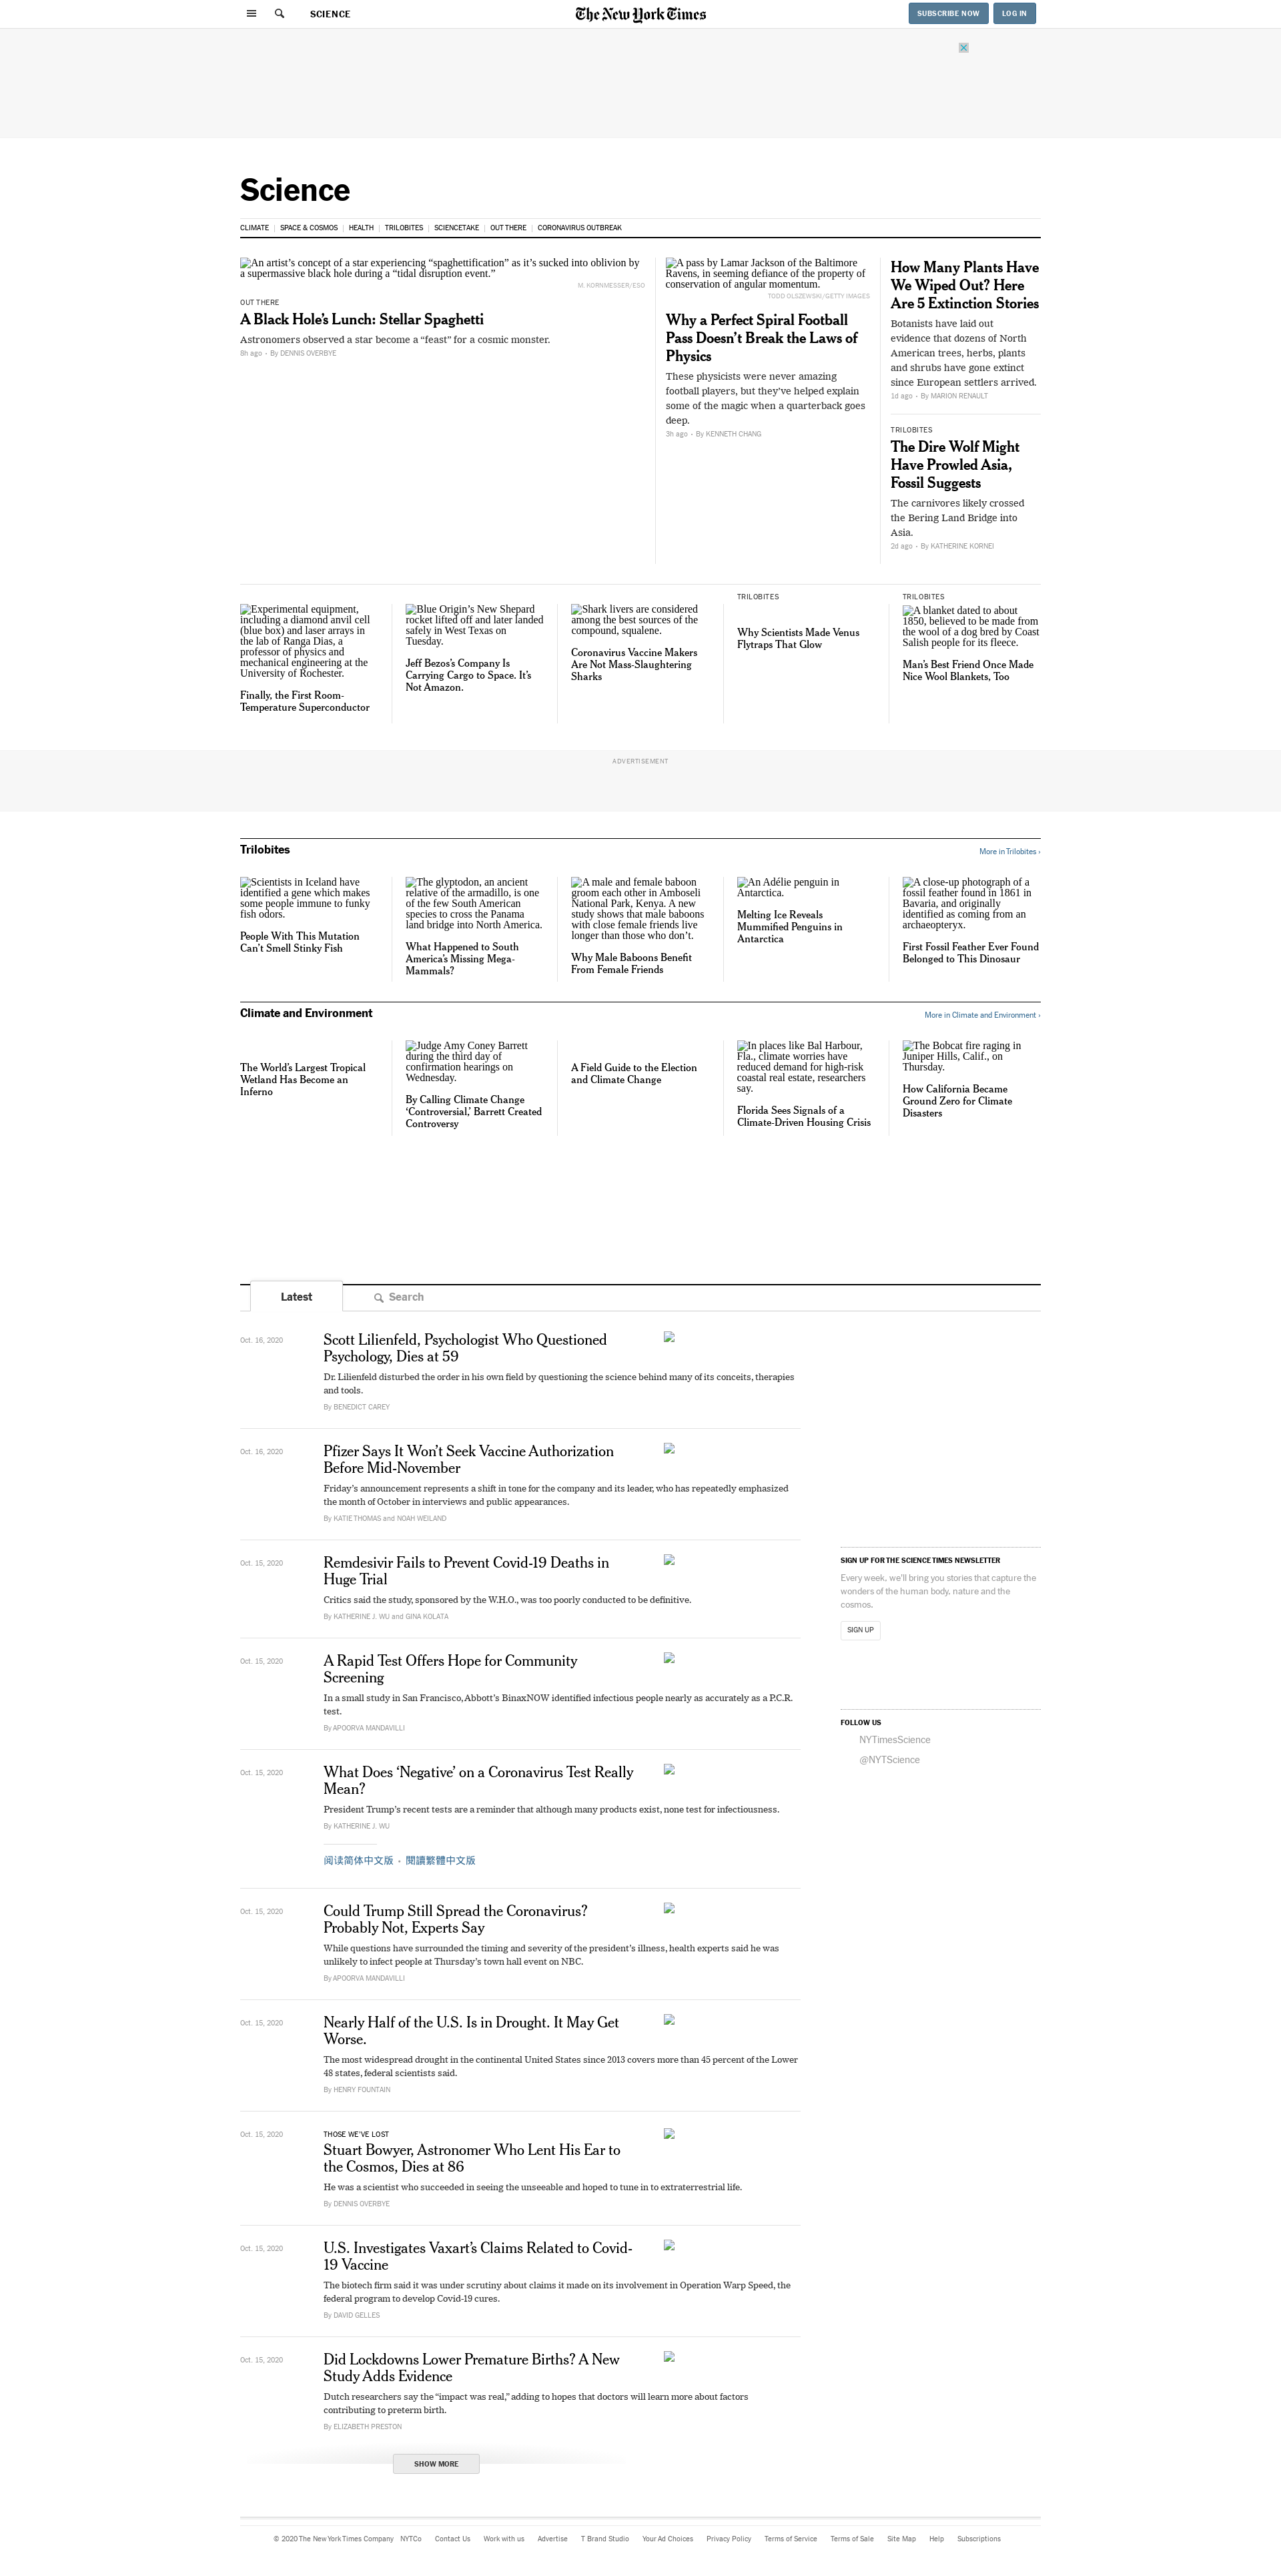 SCIENCE
The New York Times
SUBSCRIBE NOW
LOG IN
Science
CLIMATE
SPACE & COSMOS
HEALTH
TRILOBITES
SCIENCETAKE
OUT THERE
CORONAVIRUS OUTBREAK
An artist’s concept of a star experiencing “spaghettification” as it’s sucked into oblivion by
a supermassive black hole during a “tidal disruption event.”
M. KORNMESSER/ESO
OUT THERE
A Black Hole’s Lunch: Stellar Spaghetti
Astronomers observed a star become a “feast” for a cosmic monster.
8h ago · By DENNIS OVERBYE
A pass by Lamar Jackson of the Baltimore
Ravens, in seeming defiance of the property of
conservation of angular momentum.
TODD OLSZEWSKI/GETTY IMAGES
Why a Perfect Spiral Football
Pass Doesn’t Break the Laws of
Physics
These physicists were never amazing
football players, but they’ve helped explain
some of the magic when a quarterback goes
deep.
3h ago · By KENNETH CHANG
How Many Plants Have
We Wiped Out? Here
Are 5 Extinction Stories
Botanists have laid out
evidence that dozens of North
American trees, herbs, plants
and shrubs have gone extinct
since European settlers arrived.
1d ago · By MARION RENAULT
TRILOBITES
The Dire Wolf Might
Have Prowled Asia,
Fossil Suggests
The carnivores likely crossed
the Bering Land Bridge into
Asia.
2d ago · By KATHERINE KORNEI
Experimental equipment,
including a diamond anvil cell
(blue box) and laser arrays in
the lab of Ranga Dias, a
professor of physics and
mechanical engineering at the
University of Rochester.
Finally, the First Room-
Temperature Superconductor
Blue Origin’s New Shepard
rocket lifted off and later landed
safely in West Texas on
Tuesday.
Jeff Bezos’s Company Is
Carrying Cargo to Space. It’s
Not Amazon.
Shark livers are considered
among the best sources of the
compound, squalene.
Coronavirus Vaccine Makers
Are Not Mass-Slaughtering
Sharks
TRILOBITES
Why Scientists Made Venus
Flytraps That Glow
TRILOBITES
A blanket dated to about
1850, believed to be made from
the wool of a dog bred by Coast
Salish people for its fleece.
Man’s Best Friend Once Made
Nice Wool Blankets, Too
ADVERTISEMENT
Trilobites
More in Trilobites ›
Scientists in Iceland have
identified a gene which makes
some people immune to funky
fish odors.
People With This Mutation
Can’t Smell Stinky Fish
The glyptodon, an ancient
relative of the armadillo, is one
of the few South American
species to cross the Panama
land bridge into North America.
What Happened to South
America’s Missing Mega-
Mammals?
A male and female baboon
groom each other in Amboseli
National Park, Kenya. A new
study shows that male baboons
with close female friends live
longer than those who don’t.
Why Male Baboons Benefit
From Female Friends
An Adélie penguin in
Antarctica.
Melting Ice Reveals
Mummified Penguins in
Antarctica
A close-up photograph of a
fossil feather found in 1861 in
Bavaria, and originally
identified as coming from an
archaeopteryx.
First Fossil Feather Ever Found
Belonged to This Dinosaur
Climate and Environment
More in Climate and Environment ›
The World’s Largest Tropical
Wetland Has Become an
Inferno
Judge Amy Coney Barrett
during the third day of
confirmation hearings on
Wednesday.
By Calling Climate Change
‘Controversial,’ Barrett Created
Controversy
A Field Guide to the Election
and Climate Change
In places like Bal Harbour,
Fla., climate worries have
reduced demand for high-risk
coastal real estate, researchers
say.
Florida Sees Signals of a
Climate-Driven Housing Crisis
The Bobcat fire raging in
Juniper Hills, Calif., on
Thursday.
How California Became
Ground Zero for Climate
Disasters
Latest
Search
Oct. 16, 2020
Scott Lilienfeld, Psychologist Who Questioned
Psychology, Dies at 59
Dr. Lilienfeld disturbed the order in his own field by questioning the science behind many of its conceits, therapies
and tools.
By BENEDICT CAREY
Oct. 16, 2020
Pfizer Says It Won’t Seek Vaccine Authorization
Before Mid-November
Friday’s announcement represents a shift in tone for the company and its leader, who has repeatedly emphasized
the month of October in interviews and public appearances.
By KATIE THOMAS and NOAH WEILAND
Oct. 15, 2020
Remdesivir Fails to Prevent Covid-19 Deaths in
Huge Trial
Critics said the study, sponsored by the W.H.O., was too poorly conducted to be definitive.
By KATHERINE J. WU and GINA KOLATA
Oct. 15, 2020
A Rapid Test Offers Hope for Community
Screening
In a small study in San Francisco, Abbott’s BinaxNOW identified infectious people nearly as accurately as a P.C.R.
test.
By APOORVA MANDAVILLI
Oct. 15, 2020
What Does ‘Negative’ on a Coronavirus Test Really
Mean?
President Trump’s recent tests are a reminder that although many products exist, none test for infectiousness.
By KATHERINE J. WU
阅读简体中文版 · 閱讀繁體中文版
Oct. 15, 2020
Could Trump Still Spread the Coronavirus?
Probably Not, Experts Say
While questions have surrounded the timing and severity of the president’s illness, health experts said he was
unlikely to infect people at Thursday’s town hall event on NBC.
By APOORVA MANDAVILLI
Oct. 15, 2020
Nearly Half of the U.S. Is in Drought. It May Get
Worse.
The most widespread drought in the continental United States since 2013 covers more than 45 percent of the Lower
48 states, federal scientists said.
By HENRY FOUNTAIN
Oct. 15, 2020
THOSE WE’VE LOST
Stuart Bowyer, Astronomer Who Lent His Ear to
the Cosmos, Dies at 86
He was a scientist who succeeded in seeing the unseeable and hoped to tune in to extraterrestrial life.
By DENNIS OVERBYE
Oct. 15, 2020
U.S. Investigates Vaxart’s Claims Related to Covid-
19 Vaccine
The biotech firm said it was under scrutiny about claims it made on its involvement in Operation Warp Speed, the
federal program to develop Covid-19 cures.
By DAVID GELLES
Oct. 15, 2020
Did Lockdowns Lower Premature Births? A New
Study Adds Evidence
Dutch researchers say the “impact was real,” adding to hopes that doctors will learn more about factors
contributing to preterm birth.
By ELIZABETH PRESTON
SHOW MORE
SIGN UP FOR THE SCIENCE TIMES NEWSLETTER
Every week, we’ll bring you stories that capture the
wonders of the human body, nature and the
cosmos.
SIGN UP
FOLLOW US
NYTimesScience
@NYTScience
© 2020 The New York Times Company
NYTCo
Contact Us
Work with us
Advertise
T Brand Studio
Your Ad Choices
Privacy Policy
Terms of Service
Terms of Sale
Site Map
Help
Subscriptions